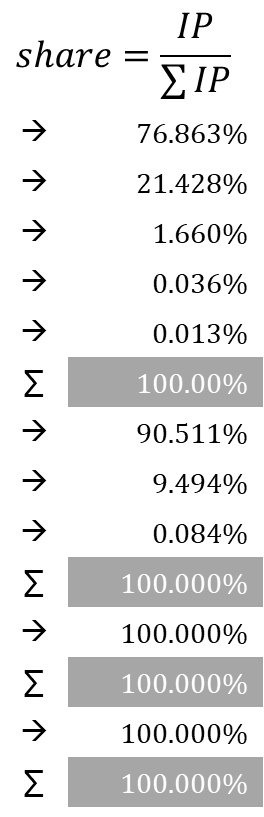 share = IP / ∑ IP
→ 76.863%
→ 21.428%
→ 1.660%
→ 0.036%
→ 0.013%
Σ 100.00%
→ 90.511%
→ 9.494%
→ 0.084%
Σ 100.000%
→ 100.000%
Σ 100.000%
→ 100.000%
Σ 100.000%